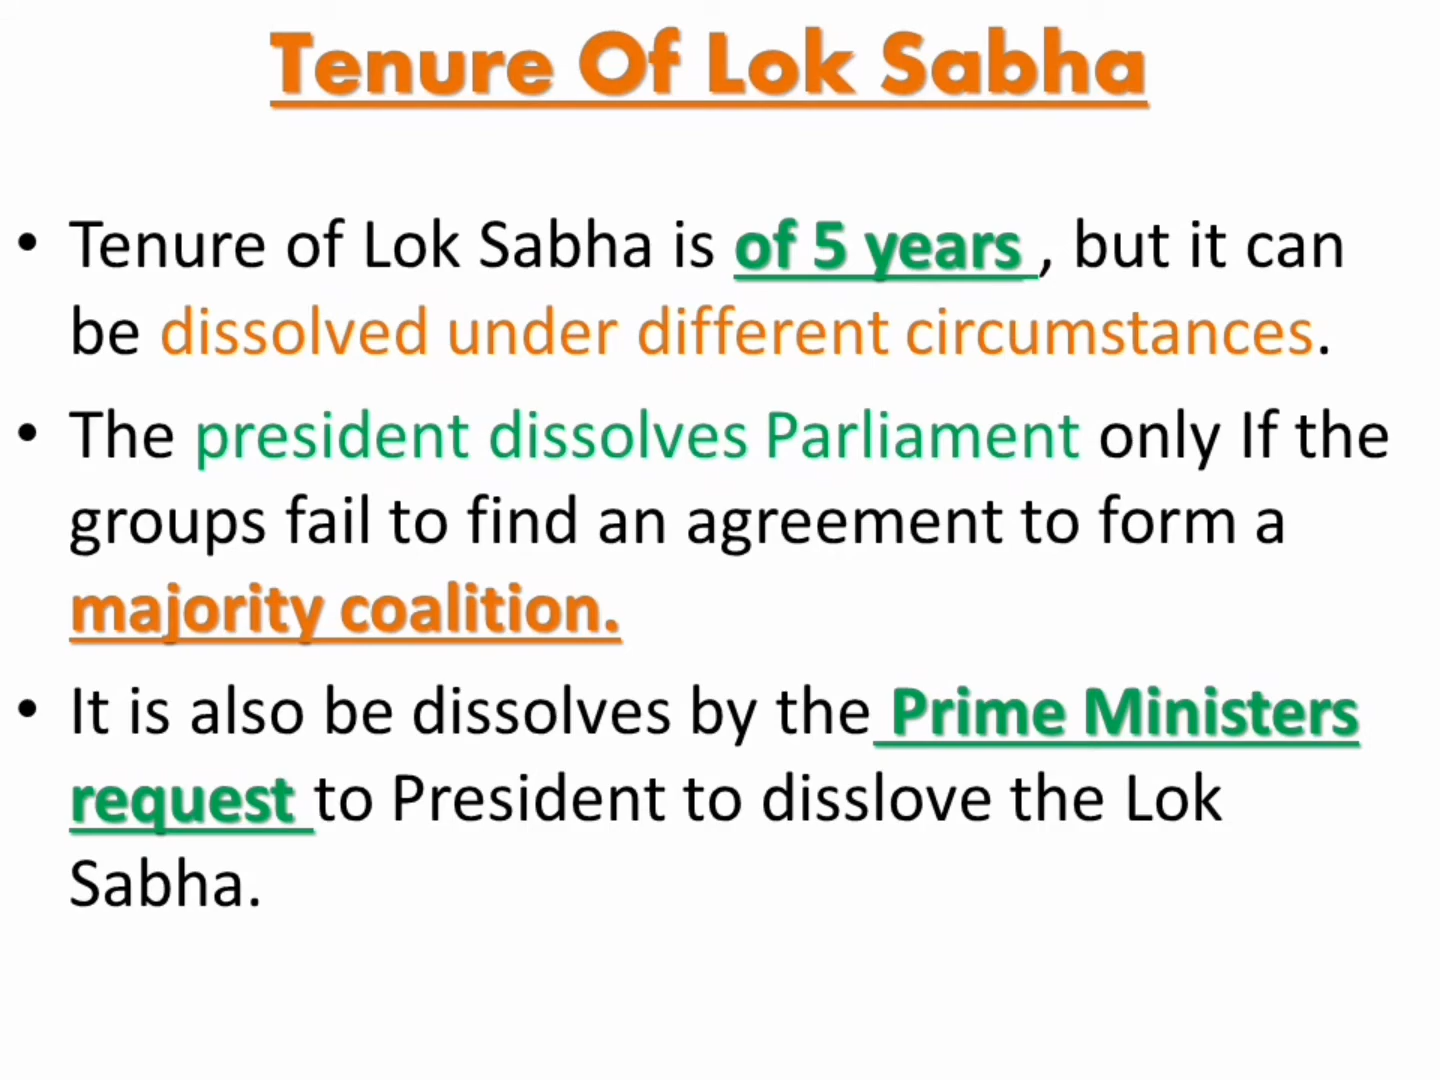 Tenure Of Lok Sabha
• Tenure of Lok Sabha is of 5 years , but it can
be dissolved under different circumstances.
• The president dissolves Parliament only If the
groups fail to find an agreement to form a
majority coalition.
• It is also be dissolves by the Prime Ministers
request to President to disslove the Lok
Sabha.